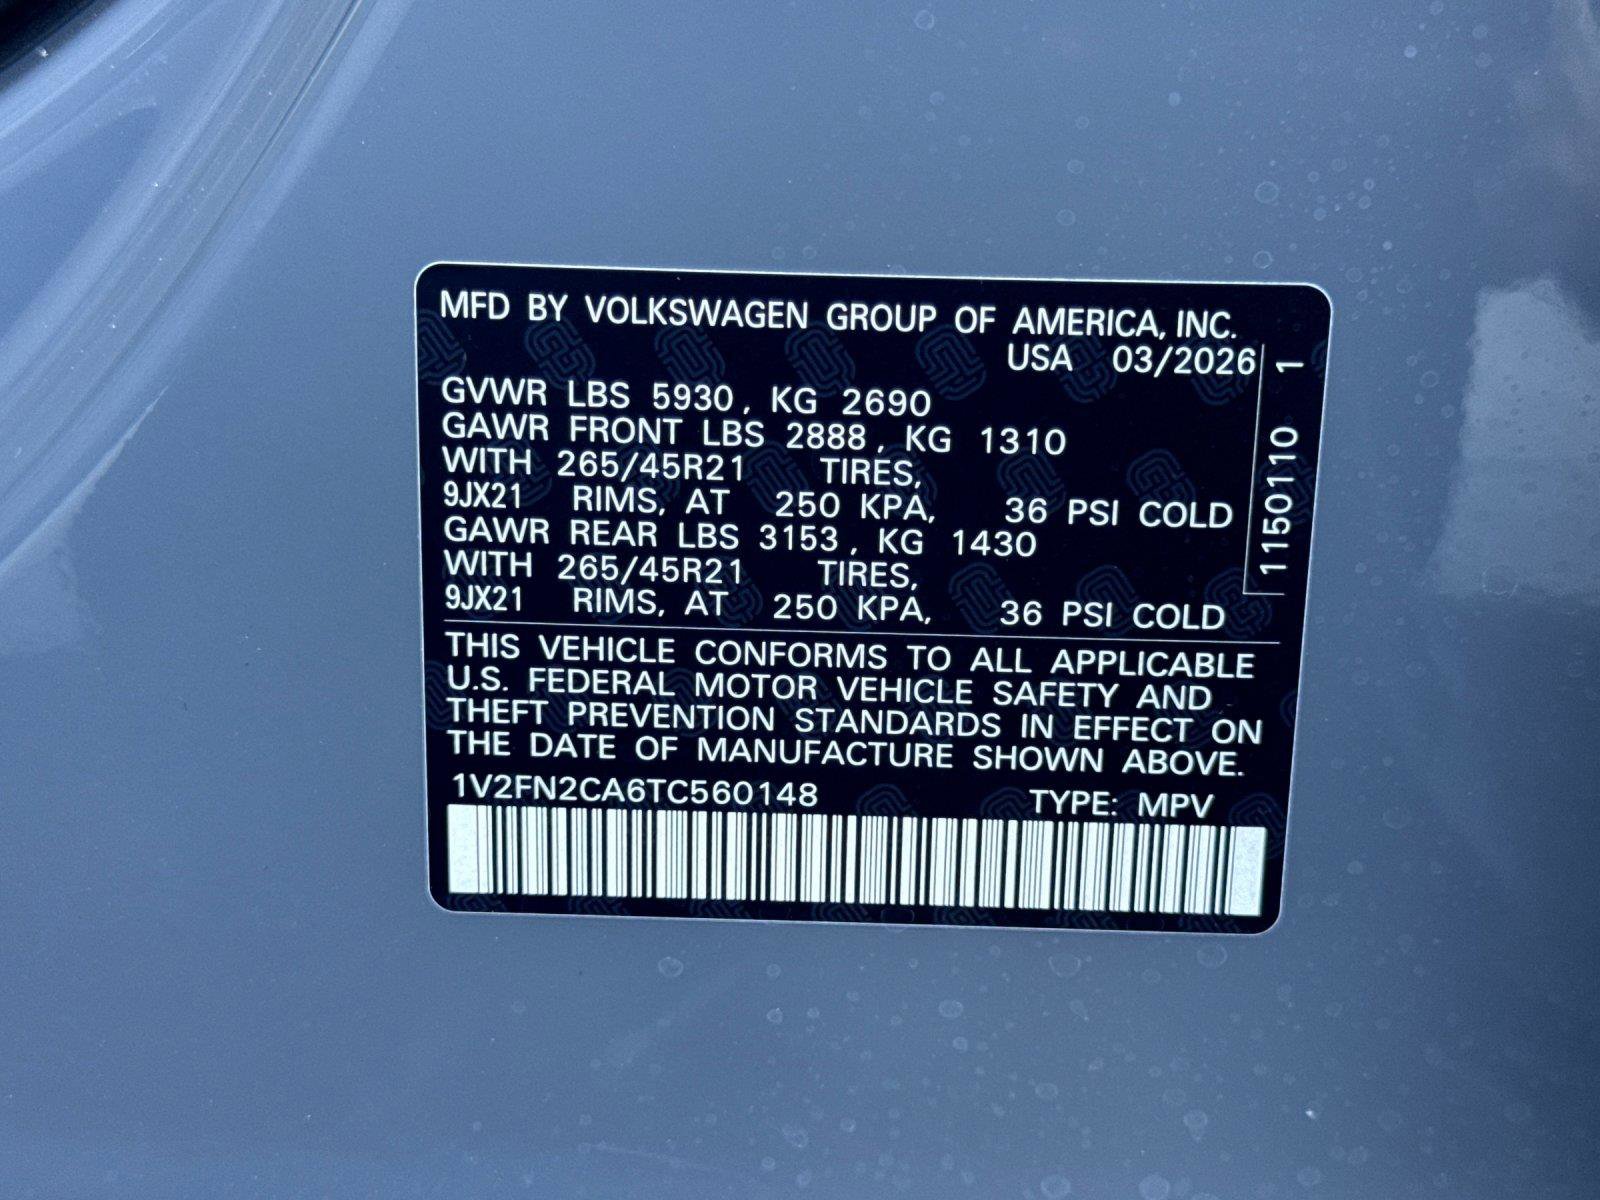 MFD BY VOLKSWAGEN GROUP OF AMERICA, INC.
USA 03/2026
GVWR LBS 5930, KG 2690
GAWR FRONT LBS 2888, KG 1310
WITH 265/45R21 TIRES,
9JX21 RIMS, AT 250 KPA, 36 PSI COLD
GAWR REAR LBS 3153, KG 1430
WITH 265/45R21 TIRES,
9JX21 RIMS, AT 250 KPA, 36 PSI COLD
THIS VEHICLE CONFORMS TO ALL APPLICABLE
U.S. FEDERAL MOTOR VEHICLE SAFETY AND
THEFT PREVENTION STANDARDS IN EFFECT ON
THE DATE OF MANUFACTURE SHOWN ABOVE.
1V2FN2CA6TC560148 TYPE: MPV
1150110 1